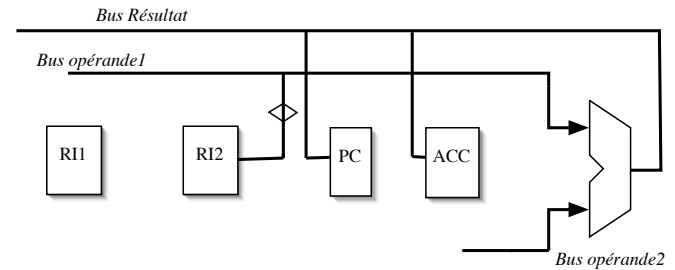 Bus Résultat
Bus opérande1
RI1
RI2
PC
ACC
Bus opérande2